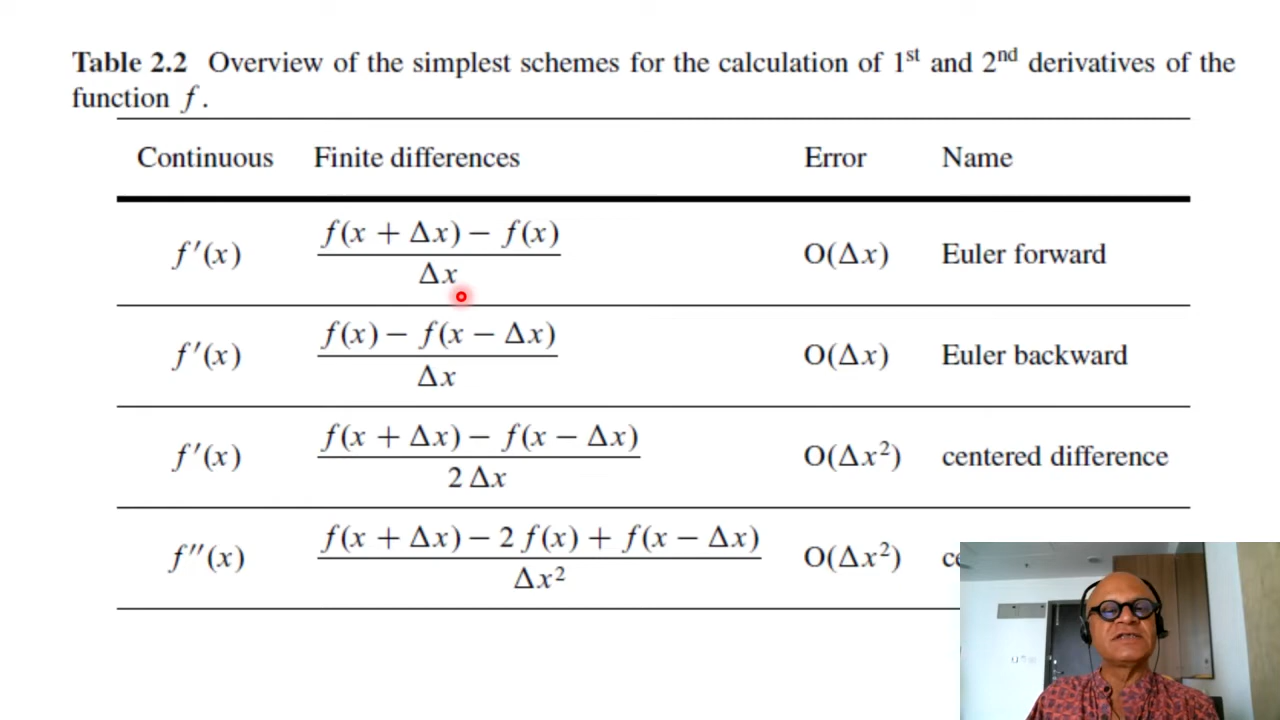 Table 2.2 Overview of the simplest schemes for the calculation of 1st and 2nd derivatives of the
function f.
Continuous Finite differences Error Name
f′(x) f(x + Δx) − f(x) / Δx O(Δx) Euler forward
f′(x) f(x) − f(x − Δx) / Δx O(Δx) Euler backward
f′(x) f(x + Δx) − f(x − Δx) / 2 Δx O(Δx²) centered difference
f″(x) f(x + Δx) − 2 f(x) + f(x − Δx) / Δx² O(Δx²)